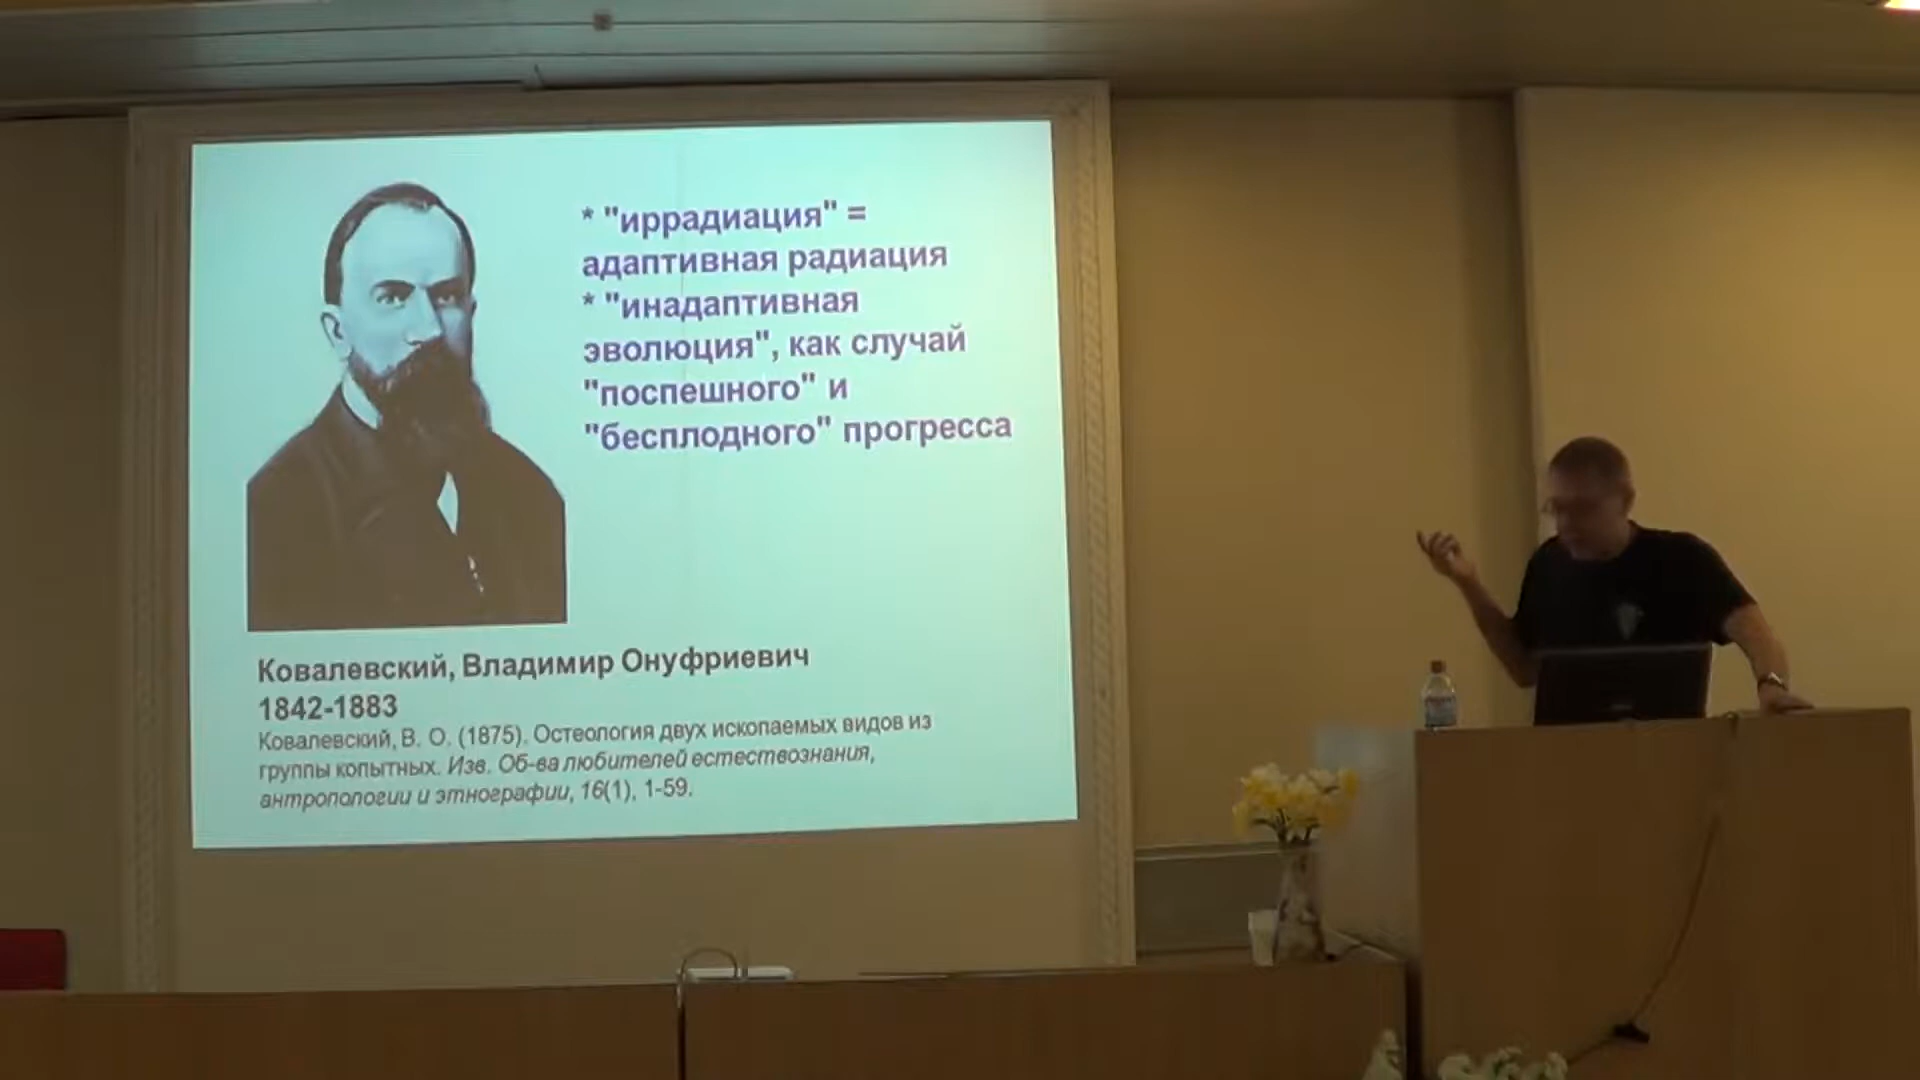 * "иррадиация" =
адаптивная радиация
* "инадаптивная
эволюция", как случай
"поспешного" и
"бесплодного" прогресса
Ковалевский, Владимир Онуфриевич
1842-1883
Ковалевский, В. О. (1875). Остеология двух ископаемых видов из
группы копытных. Изв. Об-ва любителей естествознания,
антропологии и этнографии, 16(1), 1-59.